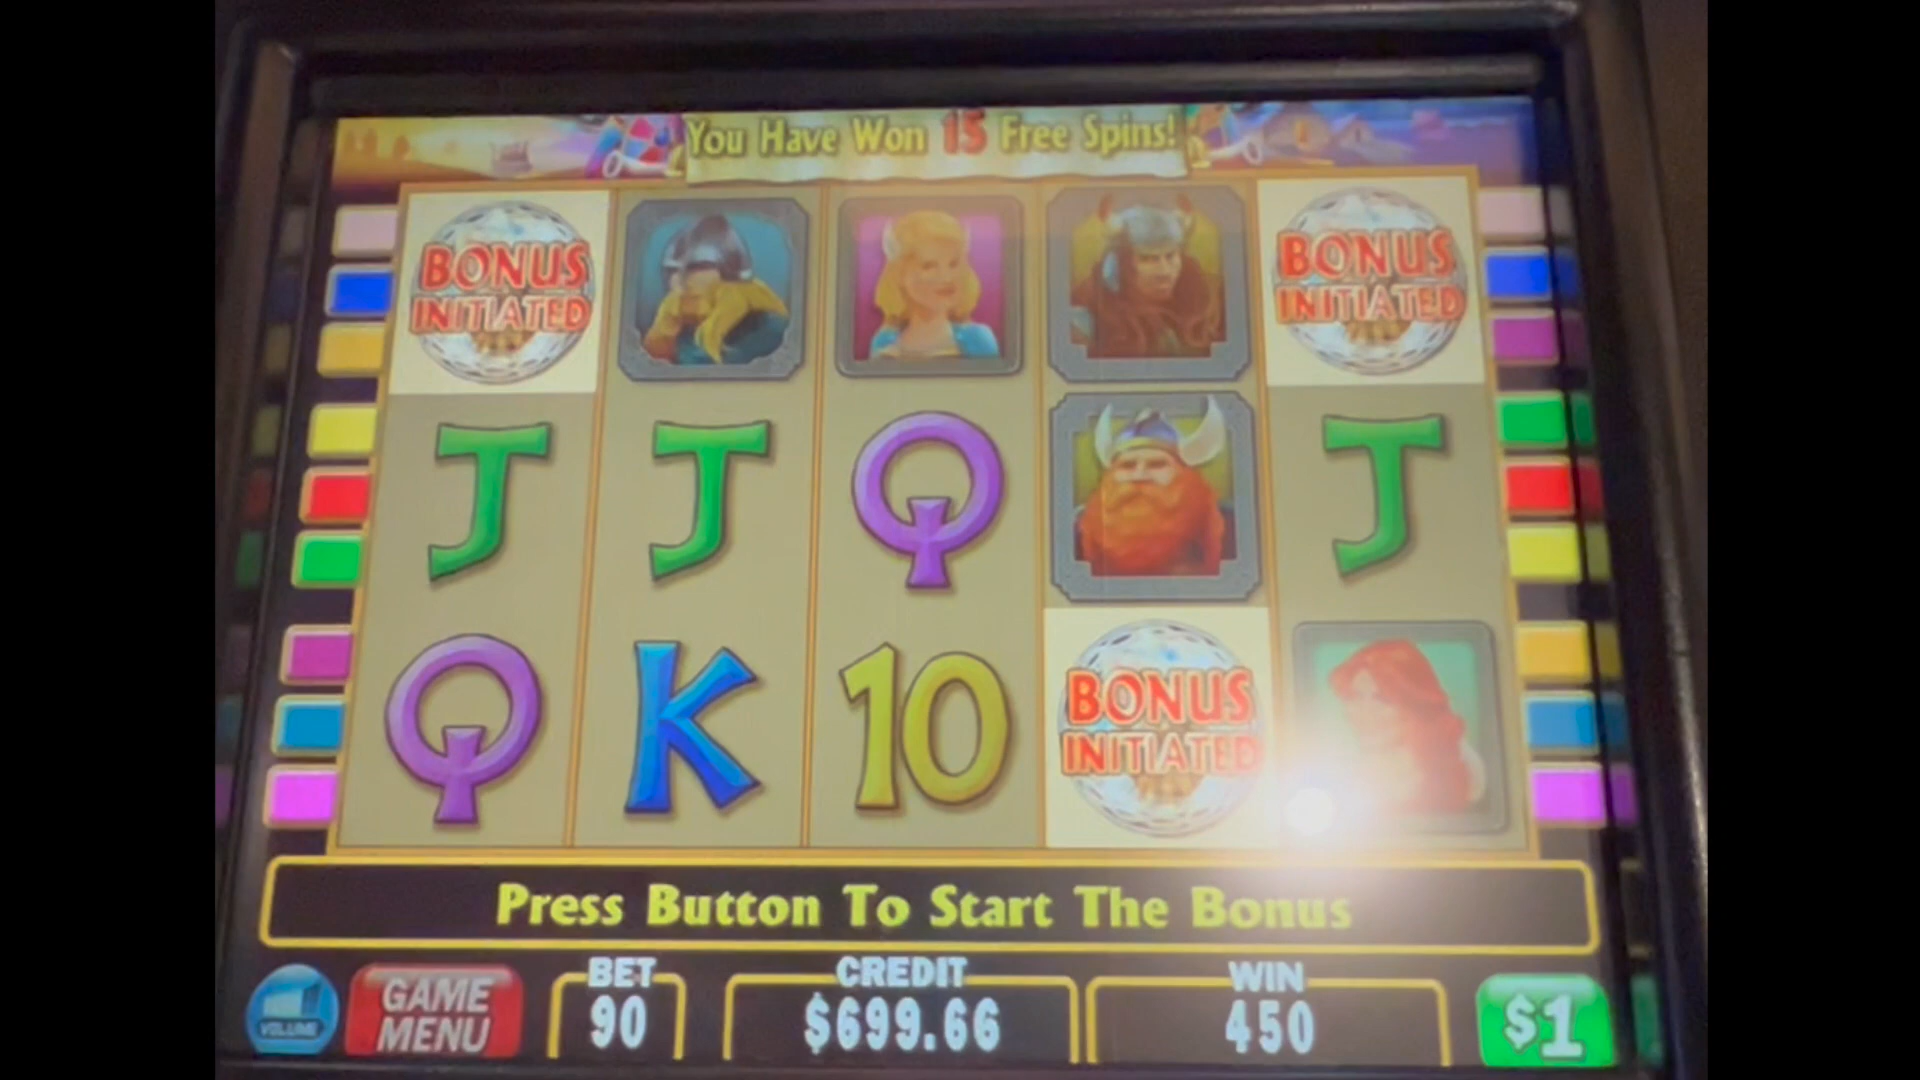 You Have Won 15 Free Spins!
BONUS
INITIATED
BONUS
INITIATED
J
J
Q
J
Q
K
10
BONUS
INITIATED
Press Button To Start The Bonus
VOLUME
GAME
MENU
BET
90
CREDIT
$699.66
WIN
450
$1